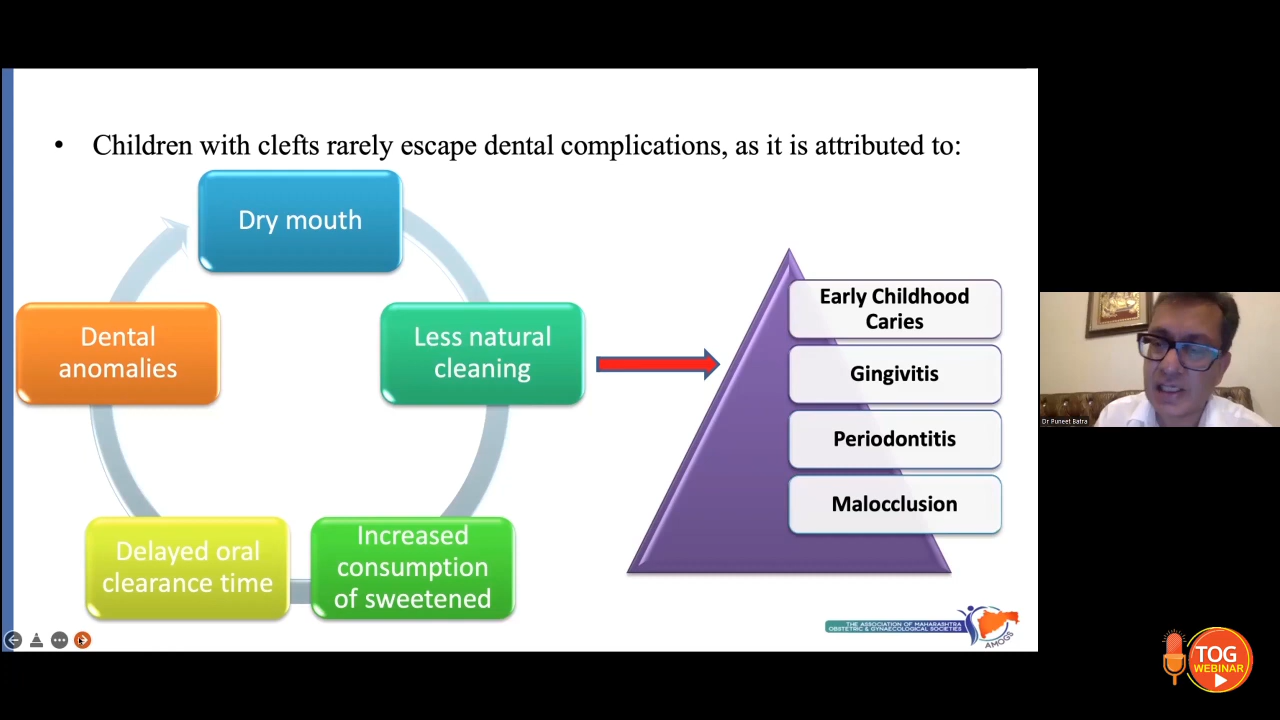 • Children with clefts rarely escape dental complications, as it is attributed to:
Dry mouth
Less natural
cleaning
Increased
consumption
of sweetened
Delayed oral
clearance time
Dental
anomalies
Early Childhood
Caries
Gingivitis
Periodontitis
Malocclusion
THE ASSOCIATION OF MAHARASHTRA
OBSTETRIC & GYNAECOLOGICAL SOCIETIES
AMOGS
Dr Puneet Batra
TOG
WEBINAR